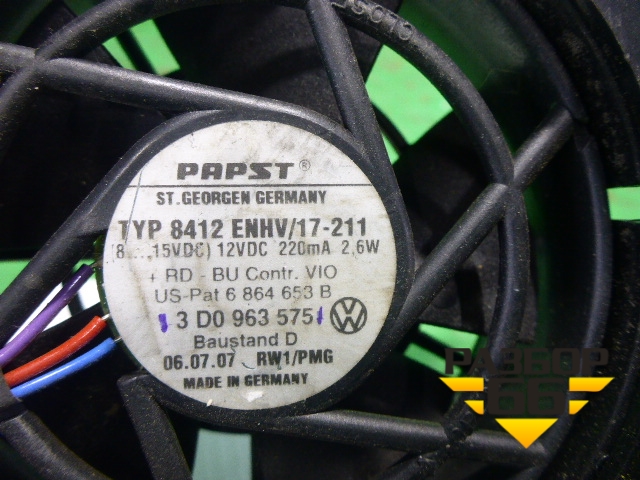 PAPST®
ST. GEORGEN GERMANY
TYP 8412 ENHV/17-211
(8....15VDC) 12VDC 220mA 2,6W
+ RD - BU Contr. VIO
US-Pat 6 864 653 B
3 D0 963 575
Baustand D
06.07.07 RW1/PMG
MADE IN GERMANY
РАЗБОР
66